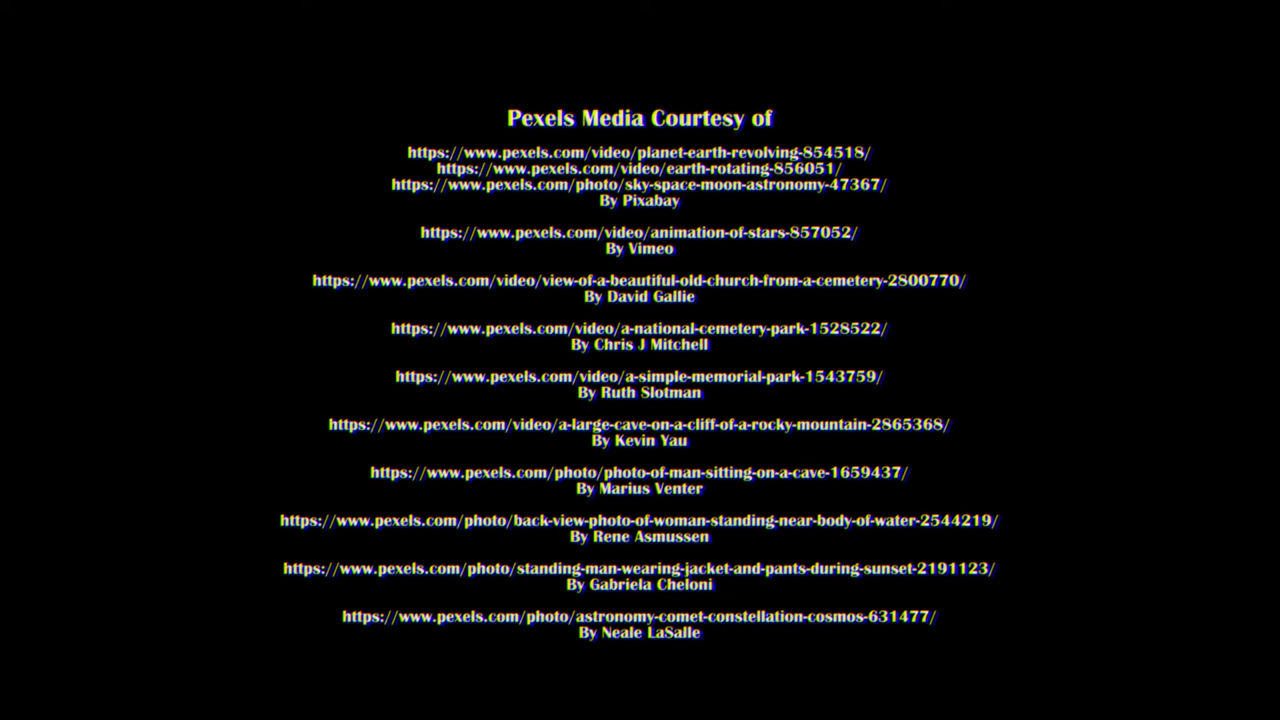 Pexels Media Courtesy of
https://www.pexels.com/video/planet-earth-revolving-854518/
https://www.pexels.com/video/earth-rotating-856051/
https://www.pexels.com/photo/sky-space-moon-astronomy-47367/
By Pixabay
https://www.pexels.com/video/animation-of-stars-857052/
By Vimeo
https://www.pexels.com/video/view-of-a-beautiful-old-church-from-a-cemetery-2800770/
By David Gallie
https://www.pexels.com/video/a-national-cemetery-park-1528522/
By Chris J Mitchell
https://www.pexels.com/video/a-simple-memorial-park-1543759/
By Ruth Slotman
https://www.pexels.com/video/a-large-cave-on-a-cliff-of-a-rocky-mountain-2865368/
By Kevin Yau
https://www.pexels.com/photo/photo-of-man-sitting-on-a-cave-1659437/
By Marius Venter
https://www.pexels.com/photo/back-view-photo-of-woman-standing-near-body-of-water-2544219/
By Rene Asmussen
https://www.pexels.com/photo/standing-man-wearing-jacket-and-pants-during-sunset-2191123/
By Gabriela Cheloni
https://www.pexels.com/photo/astronomy-comet-constellation-cosmos-631477/
By Neale LaSalle